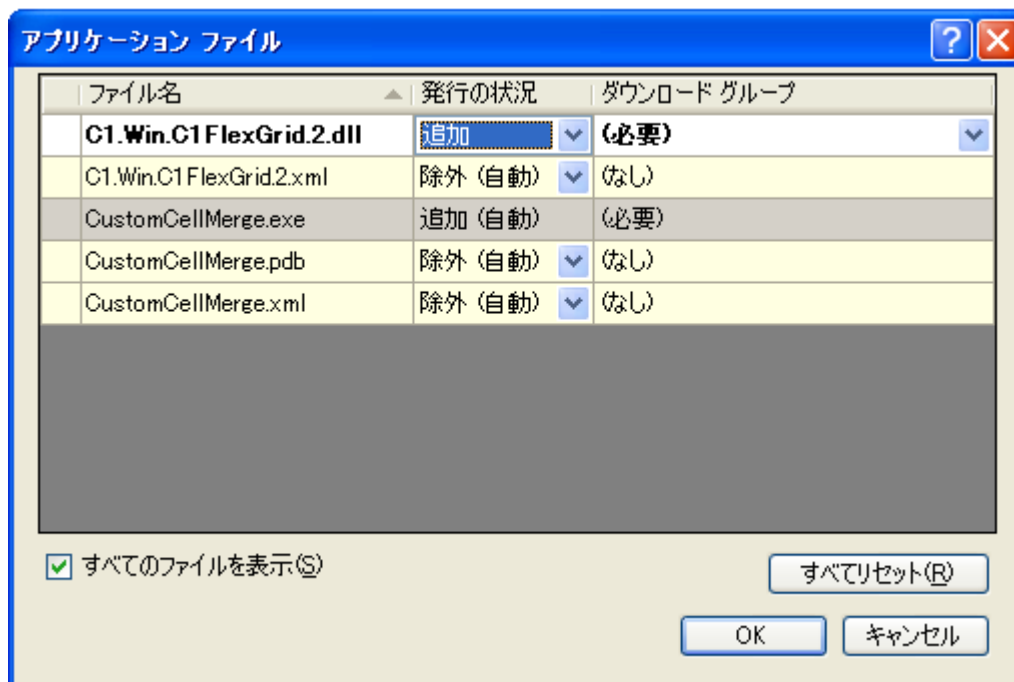 アプリケーション ファイル
ファイル名 発行の状況 ダウンロード グループ
C1.Win.C1FlexGrid.2.dll 追加 (必要)
C1.Win.C1FlexGrid.2.xml 除外 (自動) (なし)
CustomCellMerge.exe 追加 (自動) (必要)
CustomCellMerge.pdb 除外 (自動) (なし)
CustomCellMerge.xml 除外 (自動) (なし)
すべてのファイルを表示(S)
すべてリセット(R)
OK キャンセル